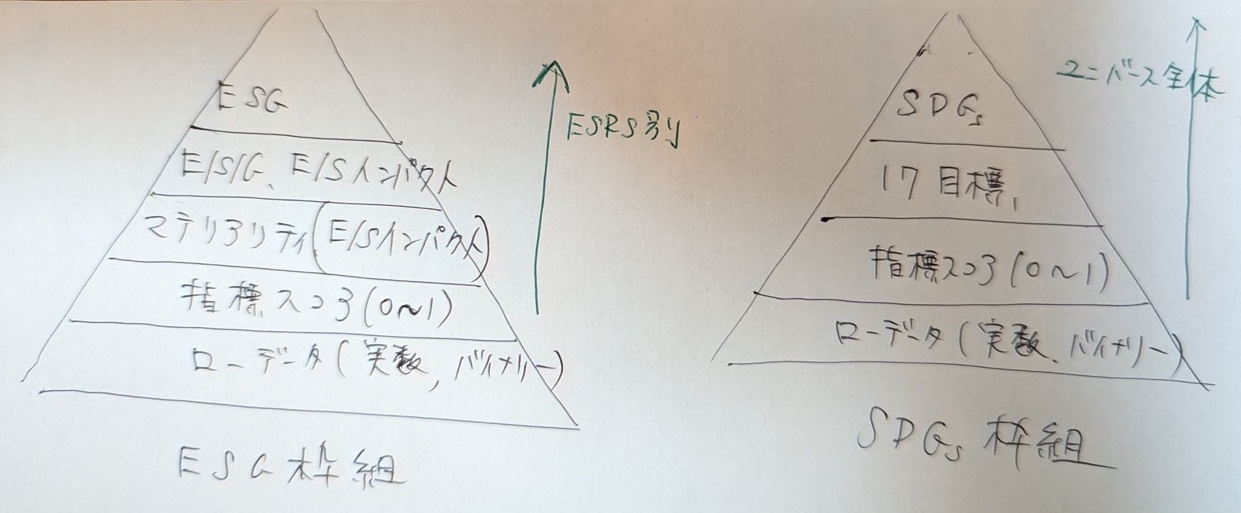 ESG
E/S/G、E/Sインパクト
マテリアリティ(E/Sインパクト)
指標スコア(0~1)
ローデータ(実数,バイナリー)
ESG枠組
ESRS別
SDGs
17目標,
指標スコア(0~1)
ローデータ(実数、バイナリー)
SDGs枠組
ユニバース全体